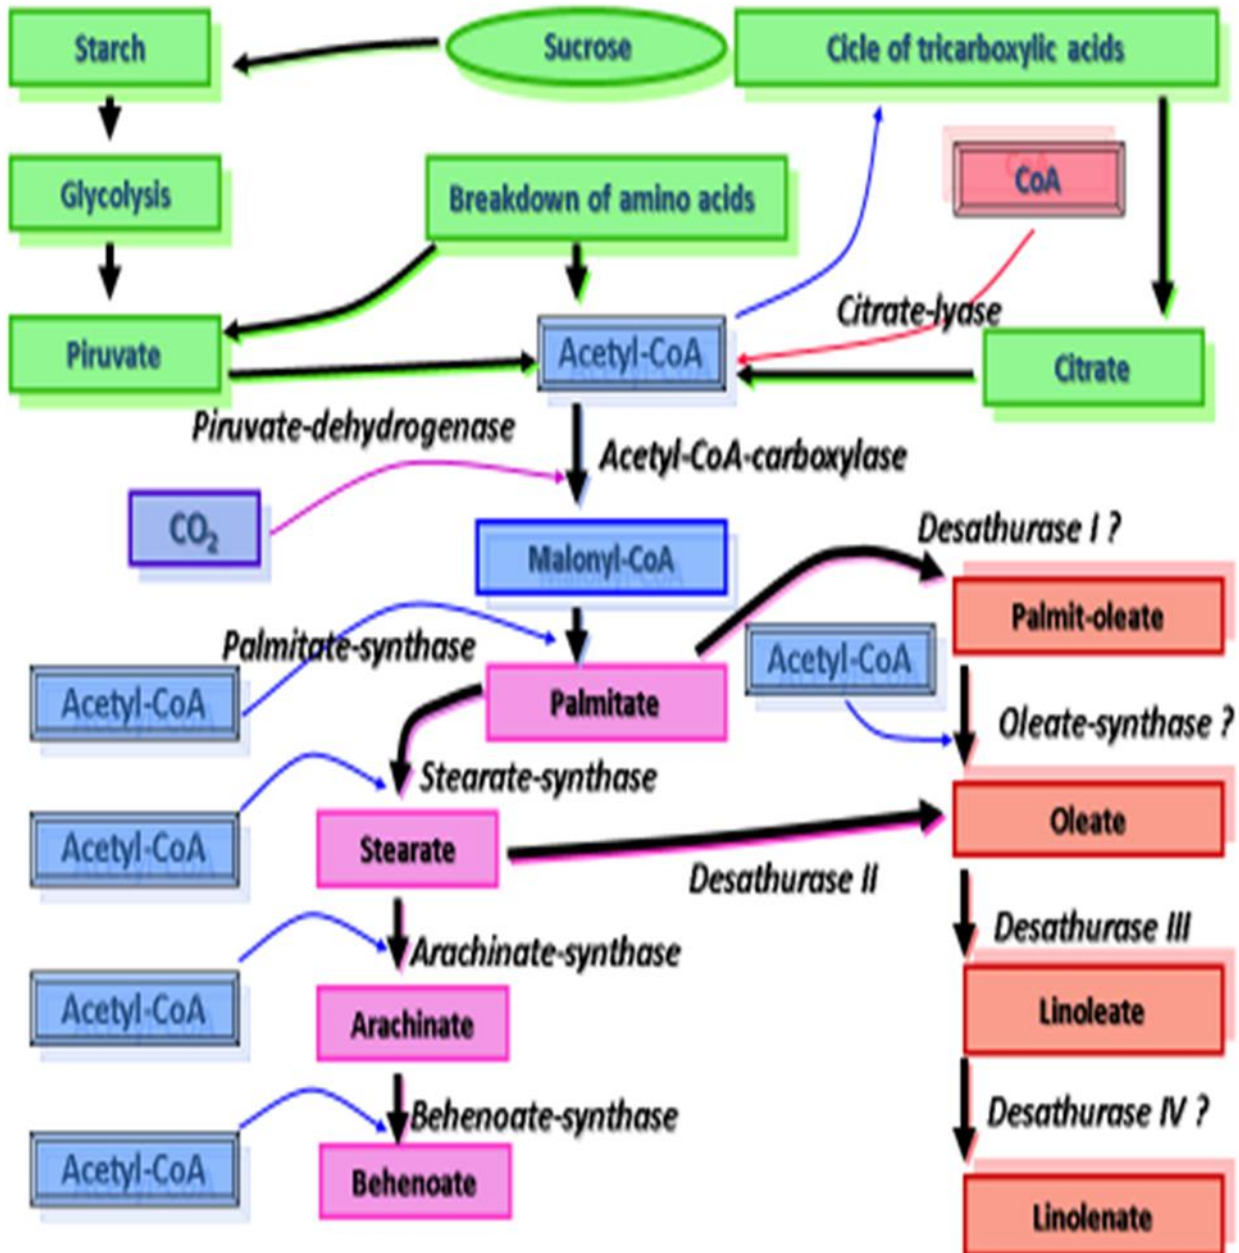 Starch
Sucrose
Cicle of tricarboxylic acids
CoA
Glycolysis
Breakdown of amino acids
Citrate-lyase
Piruvate
Acetyl-CoA
Citrate
Piruvate-dehydrogenase
Acetyl-CoA-carboxylase
CO₂
Malonyl-CoA
Desathurase I ?
Palmit-oleate
Palmitate-synthase
Acetyl-CoA
Acetyl-CoA
Palmitate
Oleate-synthase ?
Stearate-synthase
Acetyl-CoA
Stearate
Oleate
Desathurase II
Desathurase III
Arachinate-synthase
Acetyl-CoA
Arachinate
Linoleate
Behenoate-synthase
Desathurase IV ?
Acetyl-CoA
Behenoate
Linolenate